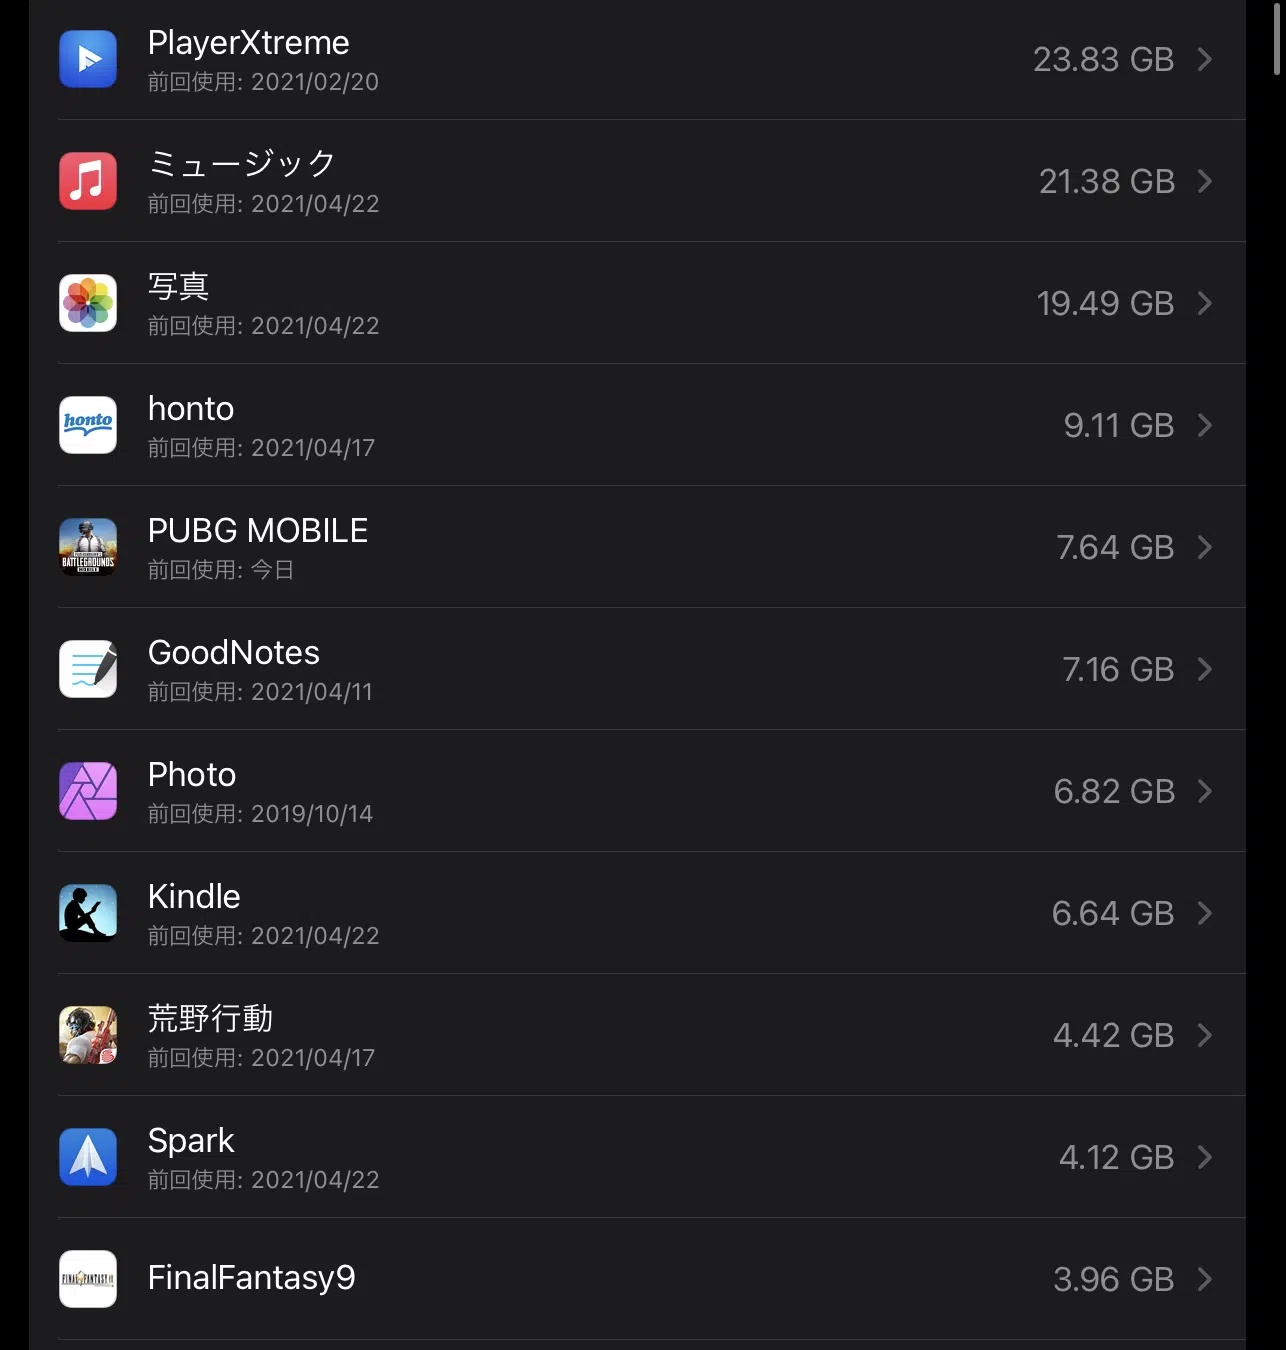 PlayerXtreme
前回使用: 2021/02/20
23.83 GB
ミュージック
前回使用: 2021/04/22
21.38 GB
写真
前回使用: 2021/04/22
19.49 GB
honto
honto
前回使用: 2021/04/17
9.11 GB
BATTLEGROUNDS
MOBILE
PUBG MOBILE
前回使用: 今日
7.64 GB
GoodNotes
前回使用: 2021/04/11
7.16 GB
Photo
前回使用: 2019/10/14
6.82 GB
Kindle
前回使用: 2021/04/22
6.64 GB
荒野行動
前回使用: 2021/04/17
4.42 GB
Spark
前回使用: 2021/04/22
4.12 GB
FINAL FANTASY IX
FinalFantasy9
3.96 GB